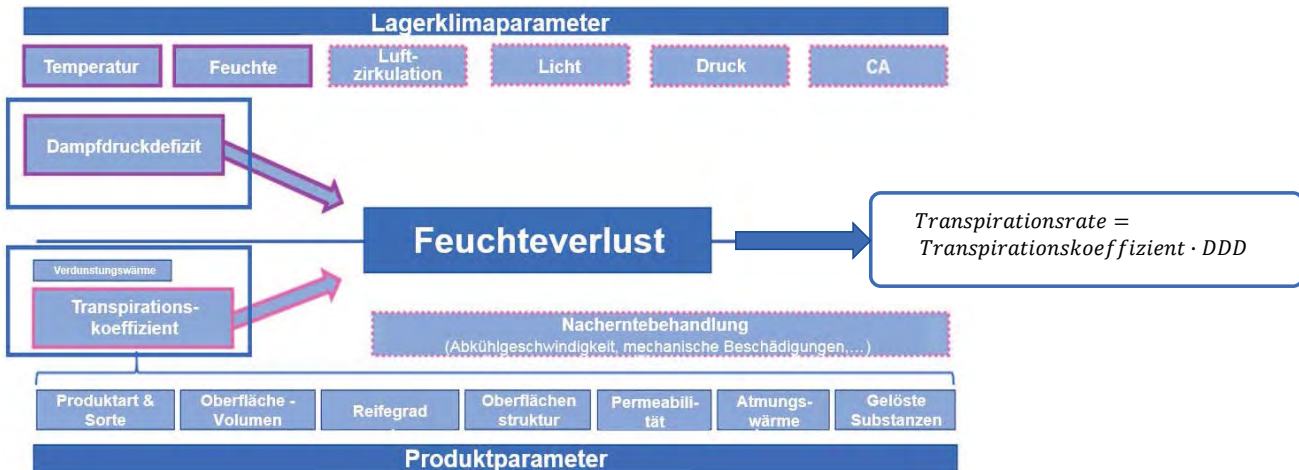 Lagerklimaparameter
Temperatur
Feuchte
Luft-
zirkulation
Licht
Druck
CA
Dampfdruckdefizit
Feuchteverlust
Transpirationsrate =
Transpirationskoeffizient · DDD
Verdunstungswärme
Transpirations-
koeffizient
Nacherntebehandlung
(Abkühlgeschwindigkeit, mechanische Beschädigungen,...)
Produktart &
Sorte
Oberfläche -
Volumen
Reifegrad
Oberflächen
struktur
Permeabili-
tät
Atmungs-
wärme
Gelöste
Substanzen
Produktparameter